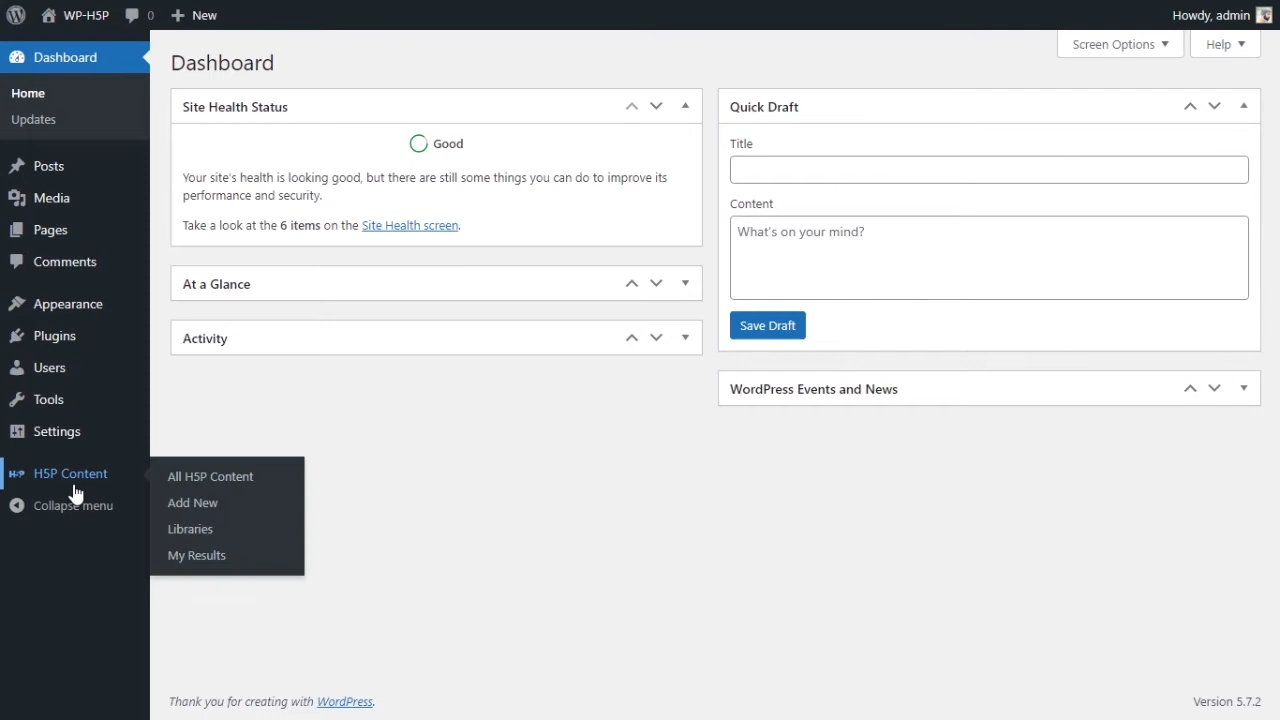 WP-H5P 0 New Howdy, admin
Dashboard
Home
Updates
Posts
Media
Pages
Comments
Appearance
Plugins
Users
Tools
Settings
H5P H5P Content
Collapse menu
All H5P Content
Add New
Libraries
My Results
Screen Options Help
Dashboard
Site Health Status
Good
Your site's health is looking good, but there are still some things you can do to improve its
performance and security.
Take a look at the 6 items on the Site Health screen.
At a Glance
Activity
Quick Draft
Title
Content
What's on your mind?
Save Draft
WordPress Events and News
Thank you for creating with WordPress.
Version 5.7.2